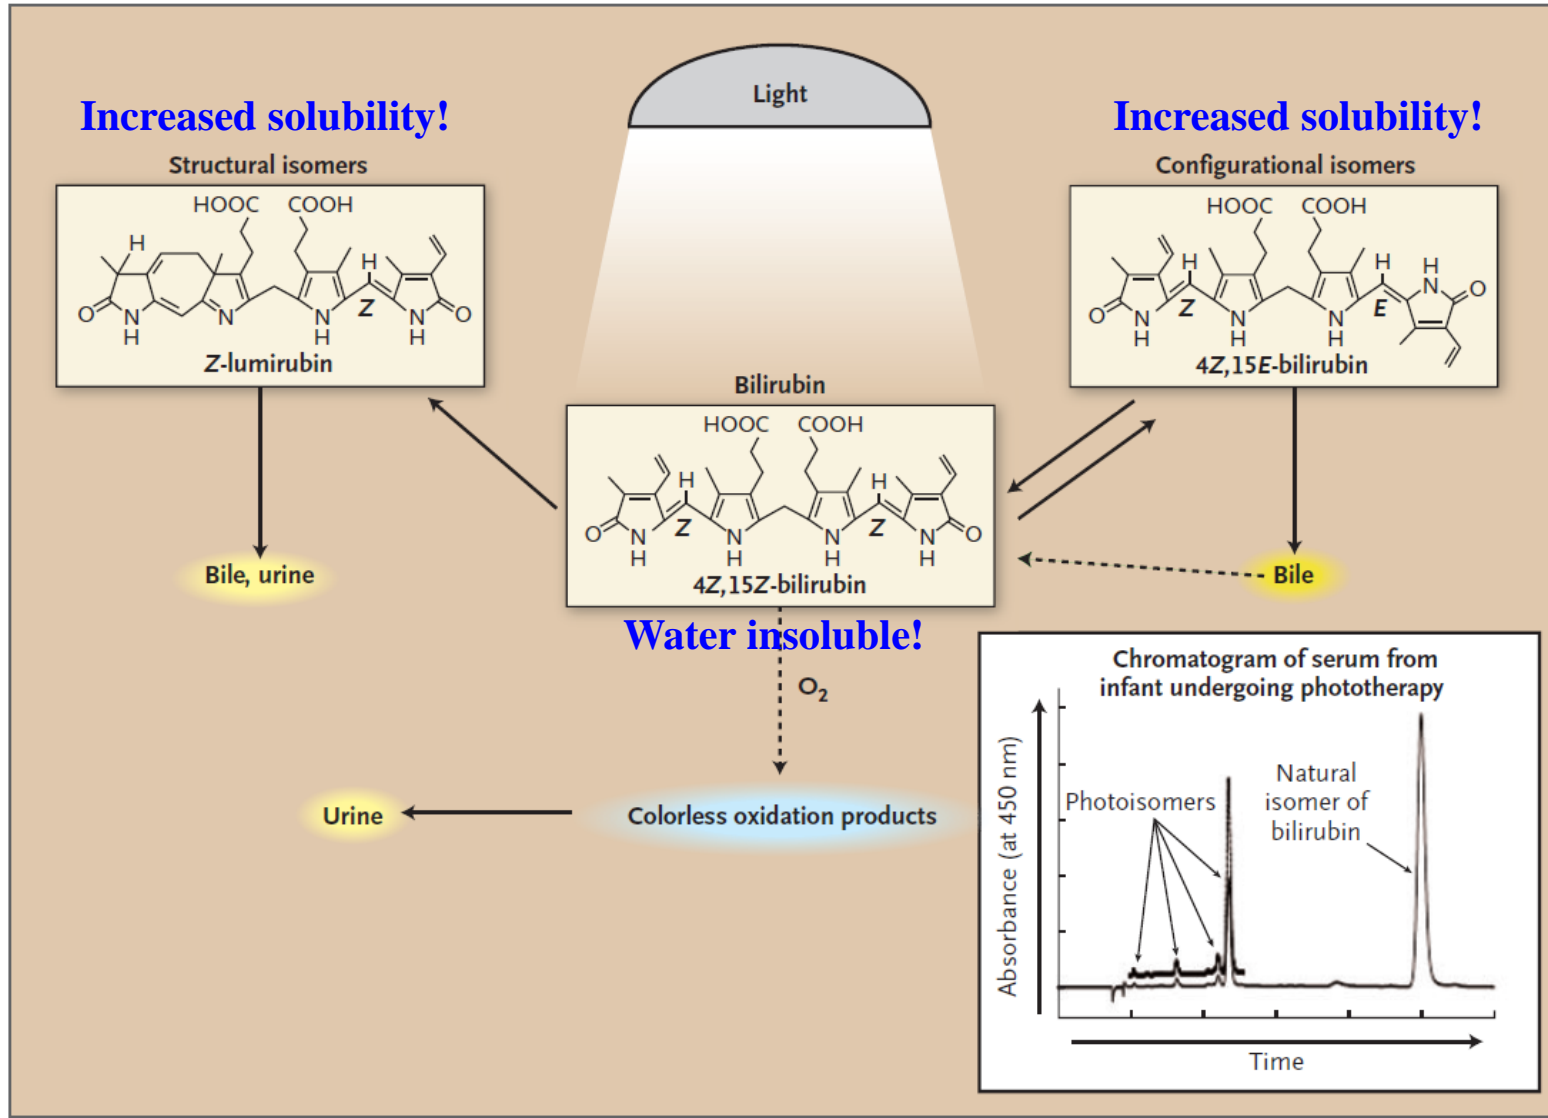 Light
Increased solubility!
Structural isomers
HOOC COOH
H
H
O
N
H
N
N
H
Z
N
H
O
Z-lumirubin
Increased solubility!
Configurational isomers
HOOC COOH
H
H
H
N
O
O
N
H
Z
N
H
N
H
E
4Z,15E-bilirubin
Bilirubin
HOOC COOH
H
H
O
N
H
Z
N
H
N
H
Z
N
H
O
4Z,15Z-bilirubin
Water insoluble!
Bile, urine
Bile
O2
Urine
Colorless oxidation products
Chromatogram of serum from
infant undergoing phototherapy
Absorbance (at 450 nm)
Photoisomers
Natural
isomer of
bilirubin
Time